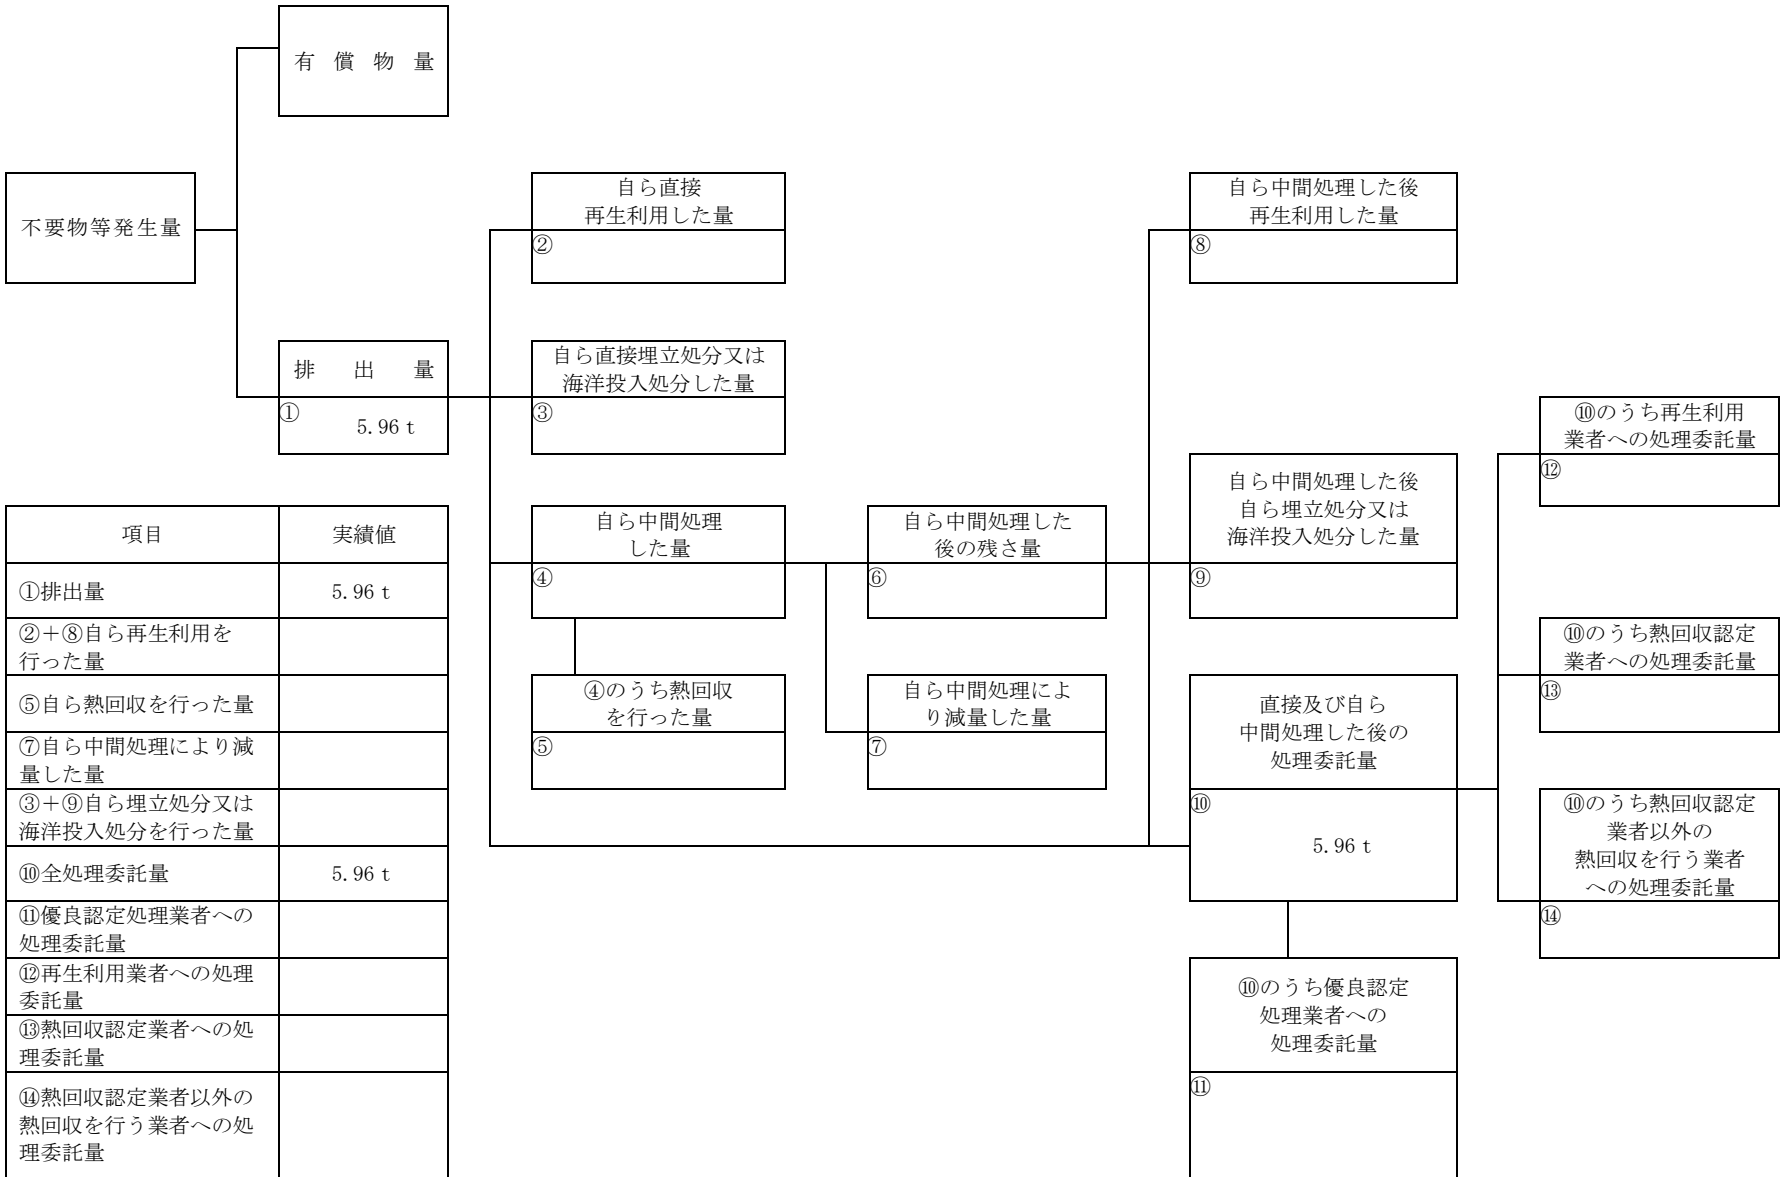 有償物量
不要物等発生量
排出量
①
5.96 t
自ら直接
再生利用した量
②
自ら直接埋立処分又は
海洋投入処分した量
③
自ら中間処理
した量
④
④のうち熱回収
を行った量
⑤
自ら中間処理した
後の残さ量
⑥
自ら中間処理によ
り減量した量
⑦
自ら中間処理した後
再生利用した量
⑧
自ら中間処理した後
自ら埋立処分又は
海洋投入処分した量
⑨
直接及び自ら
中間処理した後の
処理委託量
⑩
5.96 t
⑩のうち優良認定
処理業者への
処理委託量
⑪
⑩のうち再生利用
業者への処理委託量
⑫
⑩のうち熱回収認定
業者への処理委託量
⑬
⑩のうち熱回収認定
業者以外の
熱回収を行う業者
への処理委託量
⑭
項目 実績値
①排出量 5.96 t
②+⑧自ら再生利用を
行った量
⑤自ら熱回収を行った量
⑦自ら中間処理により減
量した量
③+⑨自ら埋立処分又は
海洋投入処分を行った量
⑩全処理委託量 5.96 t
⑪優良認定処理業者への
処理委託量
⑫再生利用業者への処理
委託量
⑬熱回収認定業者への処
理委託量
⑭熱回収認定業者以外の
熱回収を行う業者への処
理委託量